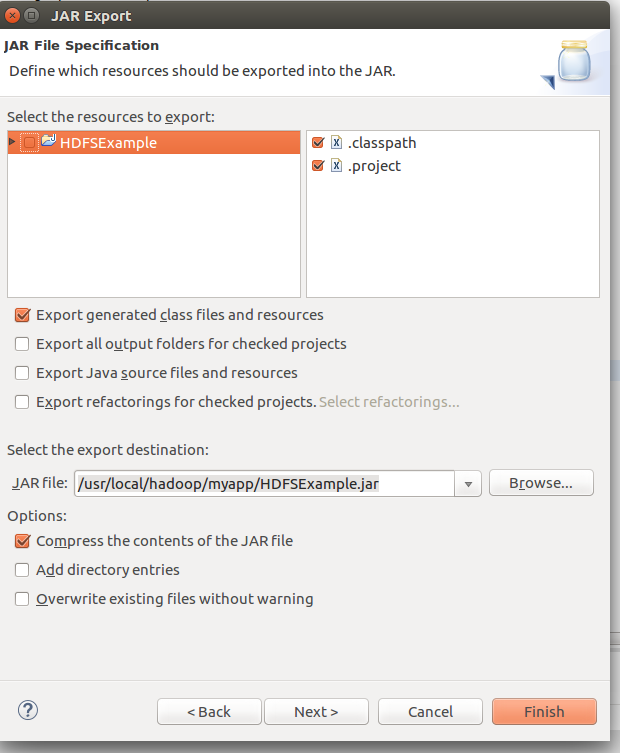 JAR Export
JAR File Specification
Define which resources should be exported into the JAR.
Select the resources to export:
HDFSExample
.classpath
.project
Export generated class files and resources
Export all output folders for checked projects
Export Java source files and resources
Export refactorings for checked projects. Select refactorings...
Select the export destination:
JAR file: /usr/local/hadoop/myapp/HDFSExample.jar Browse...
Options:
Compress the contents of the JAR file
Add directory entries
Overwrite existing files without warning
? < Back Next > Cancel Finish